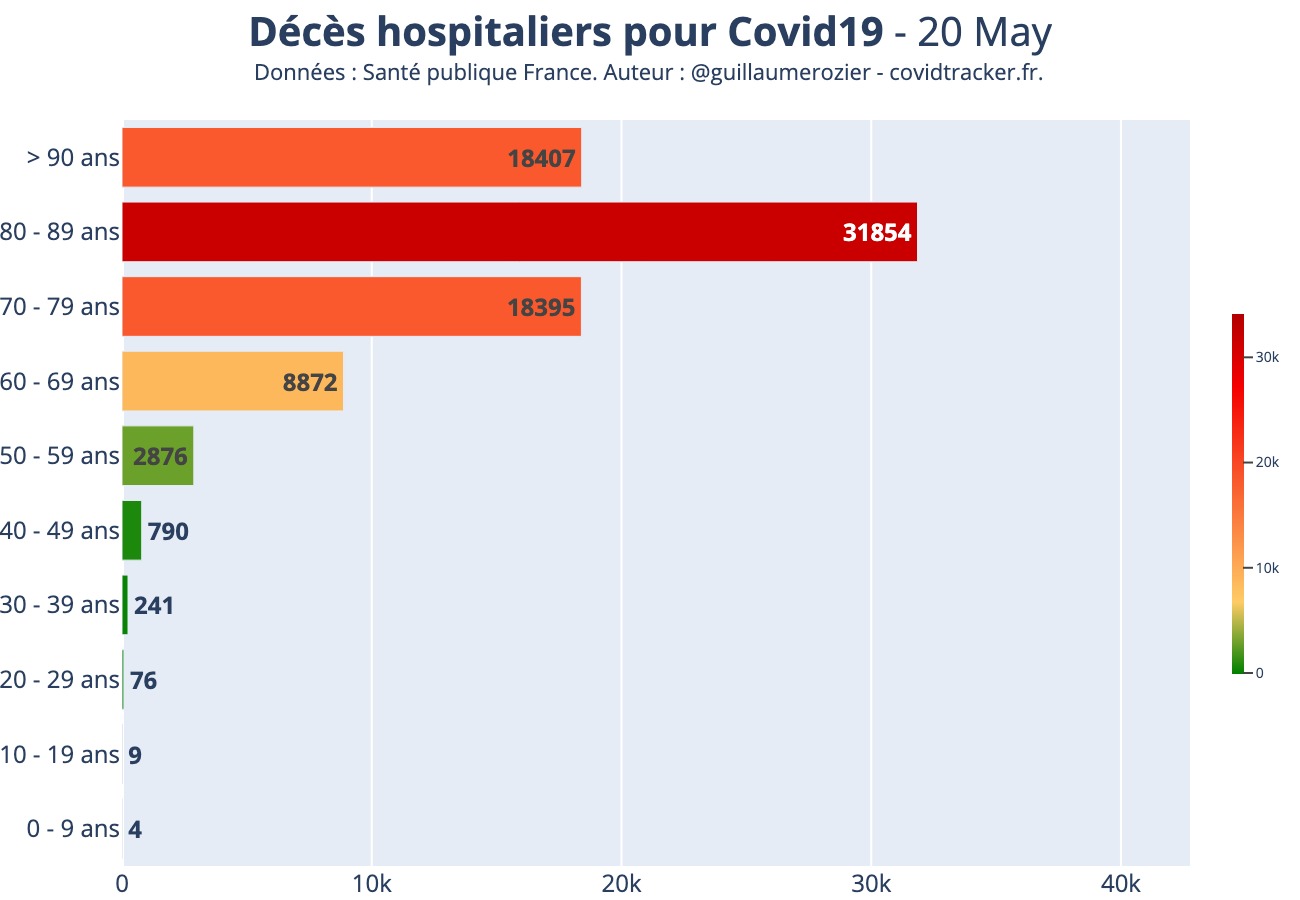 Décès hospitaliers pour Covid19 - 20 May
Données : Santé publique France. Auteur : @guillaumerozier - covidtracker.fr.
> 90 ans 18407
80 - 89 ans 31854
70 - 79 ans 18395
60 - 69 ans 8872
50 - 59 ans 2876
40 - 49 ans 790
30 - 39 ans 241
20 - 29 ans 76
10 - 19 ans 9
0 - 9 ans 4
0 10k 20k 30k 40k
30k
20k
10k
0